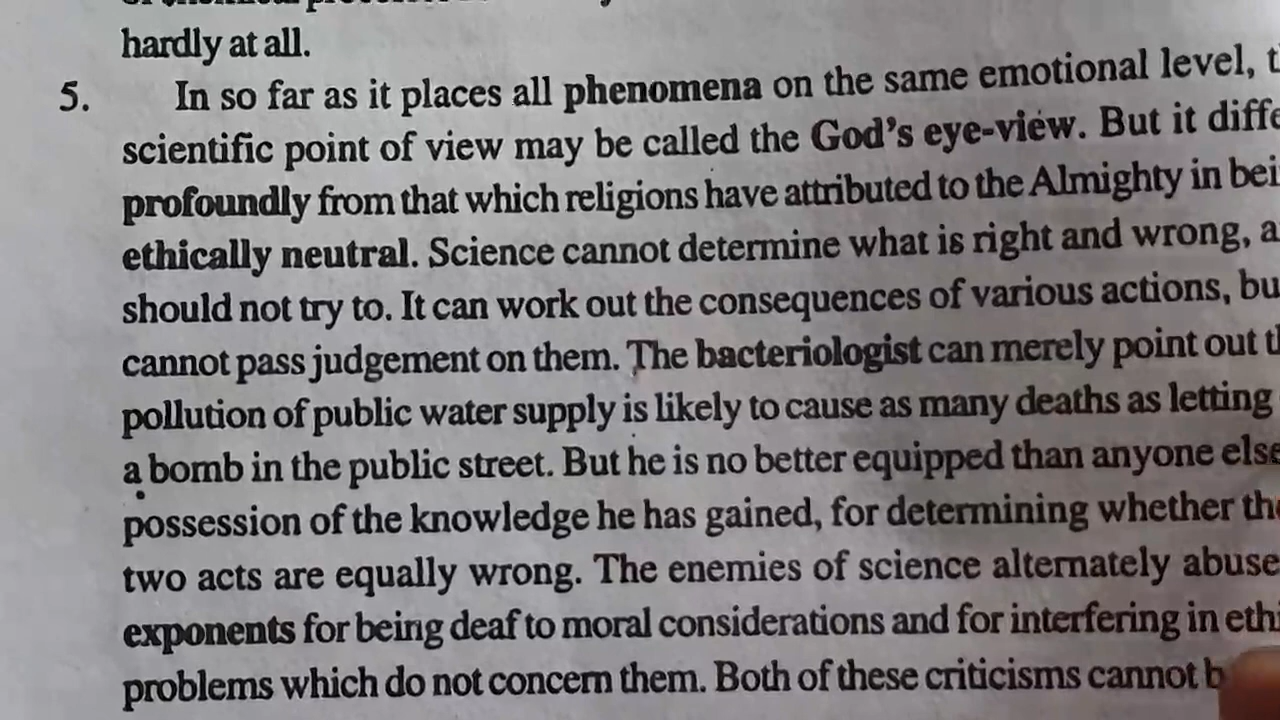 hardly at all.
5. In so far as it places all phenomena on the same emotional level,
scientific point of view may be called the God's eye-view. But it
profoundly from that which religions have attributed to the Almighty in
ethically neutral. Science cannot determine what is right and wrong,
should not try to. It can work out the consequences of various actions,
cannot pass judgement on them. The bacteriologist can merely point out
pollution of public water supply is likely to cause as many deaths as letting
a bomb in the public street. But he is no better equipped than anyone else
possession of the knowledge he has gained, for determining whether
two acts are equally wrong. The enemies of science alternately abuse
exponents for being deaf to moral considerations and for interfering in
problems which do not concern them. Both of these criticisms cannot